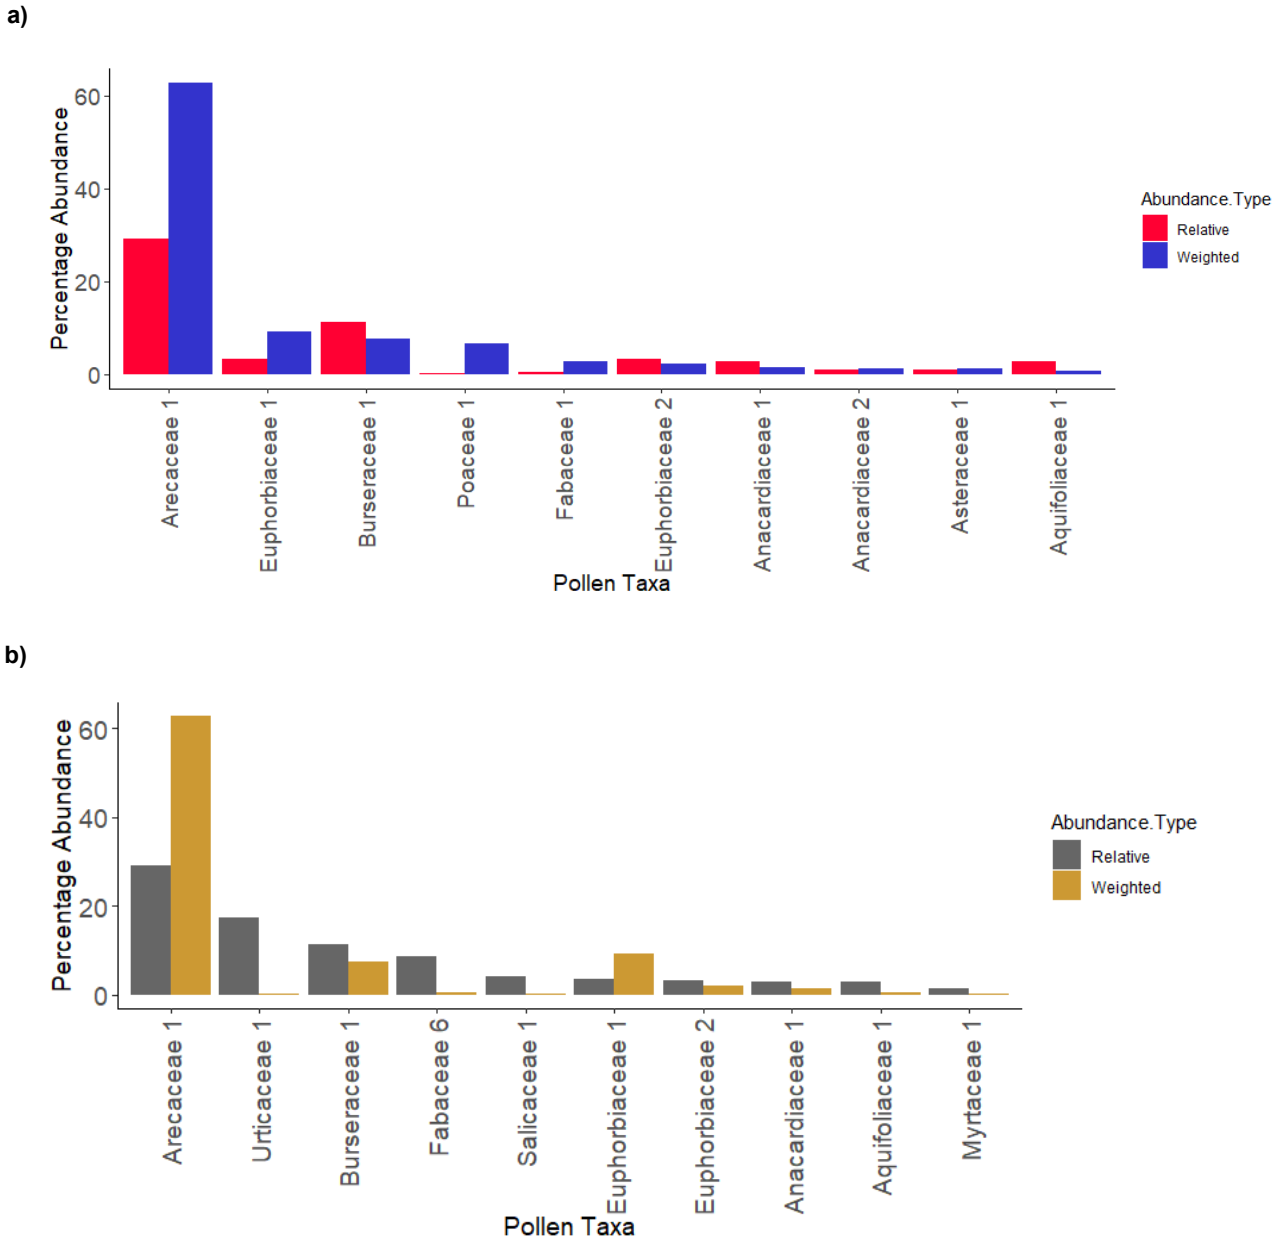 a)
Percentage Abundance
60
40
20
0
Arecaceae 1
Euphorbiaceae 1
Burseraceae 1
Poaceae 1
Fabaceae 1
Euphorbiaceae 2
Anacardiaceae 1
Anacardiaceae 2
Asteraceae 1
Aquifoliaceae 1
Pollen Taxa
Abundance.Type
Relative
Weighted
b)
Percentage Abundance
60
40
20
0
Arecaceae 1
Urticaceae 1
Burseraceae 1
Fabaceae 6
Salicaceae 1
Euphorbiaceae 1
Euphorbiaceae 2
Anacardiaceae 1
Aquifoliaceae 1
Myrtaceae 1
Pollen Taxa
Abundance.Type
Relative
Weighted